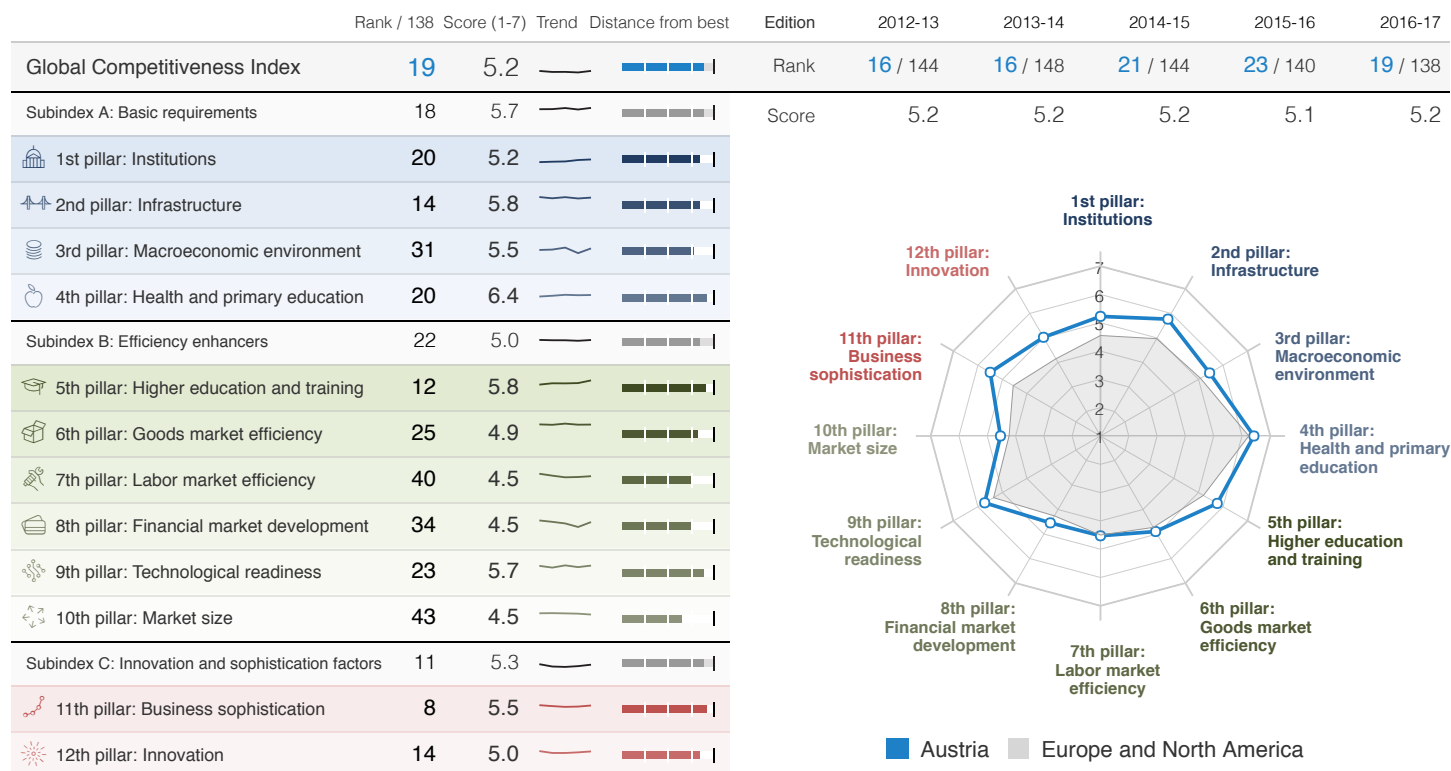 Rank / 138 Score (1-7) Trend Distance from best
Global Competitiveness Index 19 5.2
Subindex A: Basic requirements 18 5.7
1st pillar: Institutions 20 5.2
2nd pillar: Infrastructure 14 5.8
3rd pillar: Macroeconomic environment 31 5.5
4th pillar: Health and primary education 20 6.4
Subindex B: Efficiency enhancers 22 5.0
5th pillar: Higher education and training 12 5.8
6th pillar: Goods market efficiency 25 4.9
7th pillar: Labor market efficiency 40 4.5
8th pillar: Financial market development 34 4.5
9th pillar: Technological readiness 23 5.7
10th pillar: Market size 43 4.5
Subindex C: Innovation and sophistication factors 11 5.3
11th pillar: Business sophistication 8 5.5
12th pillar: Innovation 14 5.0
Edition 2012-13 2013-14 2014-15 2015-16 2016-17
Rank 16 / 144 16 / 148 21 / 144 23 / 140 19 / 138
Score 5.2 5.2 5.2 5.1 5.2
1st pillar:
Institutions
2nd pillar:
Infrastructure
3rd pillar:
Macroeconomic
environment
4th pillar:
Health and primary
education
5th pillar:
Higher education
and training
6th pillar:
Goods market
efficiency
7th pillar:
Labor market
efficiency
8th pillar:
Financial market
development
9th pillar:
Technological
readiness
10th pillar:
Market size
11th pillar:
Business
sophistication
12th pillar:
Innovation
7
6
5
4
3
2
1
Austria Europe and North America